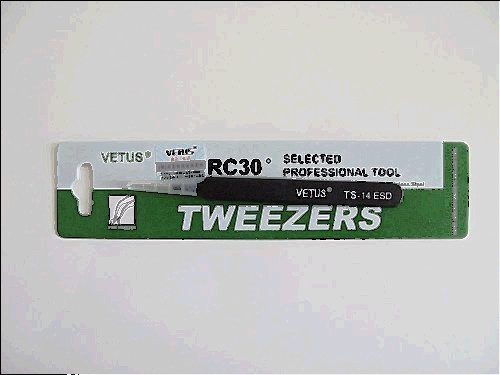 VETUS®
VETUS
RC30°
SELECTED
PROFESSIONAL TOOL
VETUS® TS-14 ESD
TWEEZERS